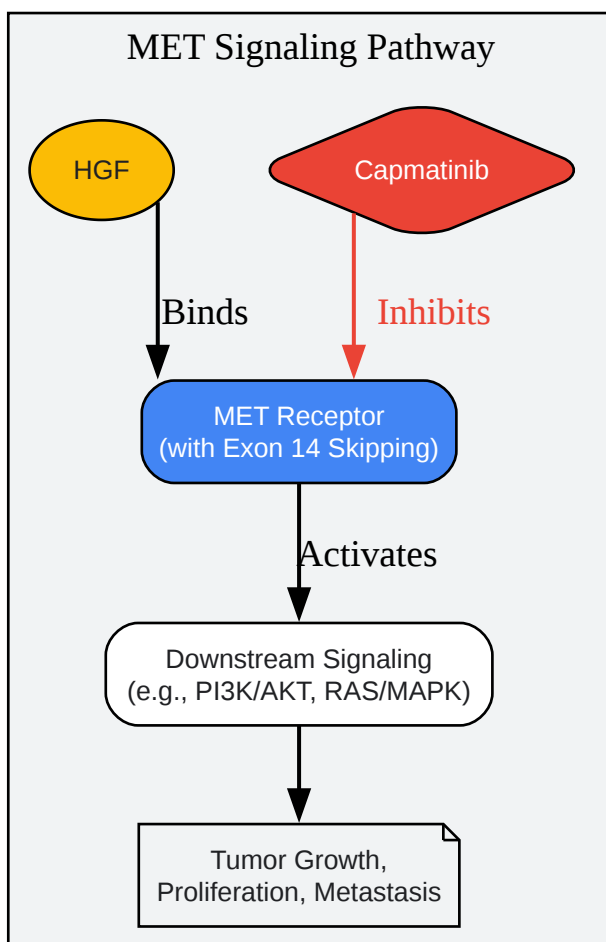 MET Signaling Pathway
HGF
Capmatinib
Binds
Inhibits
MET Receptor
(with Exon 14 Skipping)
Activates
Downstream Signaling
(e.g., PI3K/AKT, RAS/MAPK)
Tumor Growth,
Proliferation, Metastasis